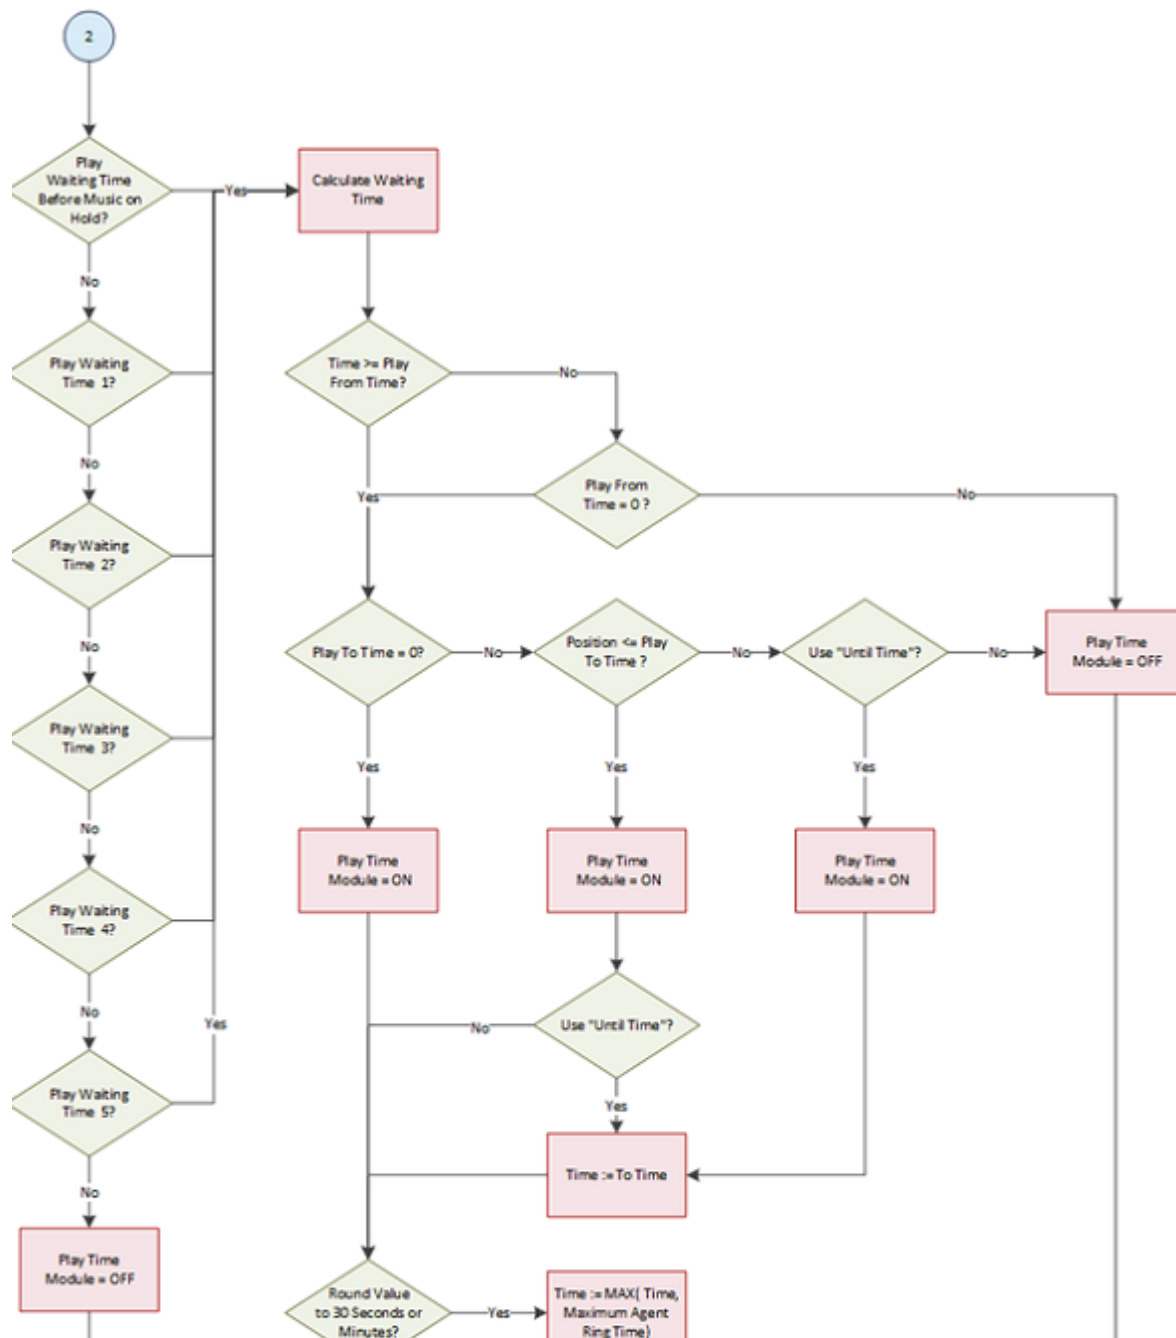 2
Play
Waiting Time
Before Music on
Hold?
Yes
Calculate Waiting
Time
No
Play Waiting
Time 1?
Time >= Play
From Time?
No
No
Play From
Time = 0 ?
Yes
No
Play Waiting
Time 2?
No
Play To Time = 0?
No
Position <= Play
To Time ?
No
Use "Until Time"?
No
Play Time
Module = OFF
Play Waiting
Time 3?
Yes
Yes
Yes
No
Play Time
Module = ON
Play Time
Module = ON
Play Time
Module = ON
Play Waiting
Time 4?
No
Yes
No
Use "Until Time"?
Play Waiting
Time 5?
Yes
Time := To Time
No
Play Time
Module = OFF
Round Value
to 30 Seconds or
Minutes?
Yes
Time := MAX( Time,
Maximum Agent
Ring Time)